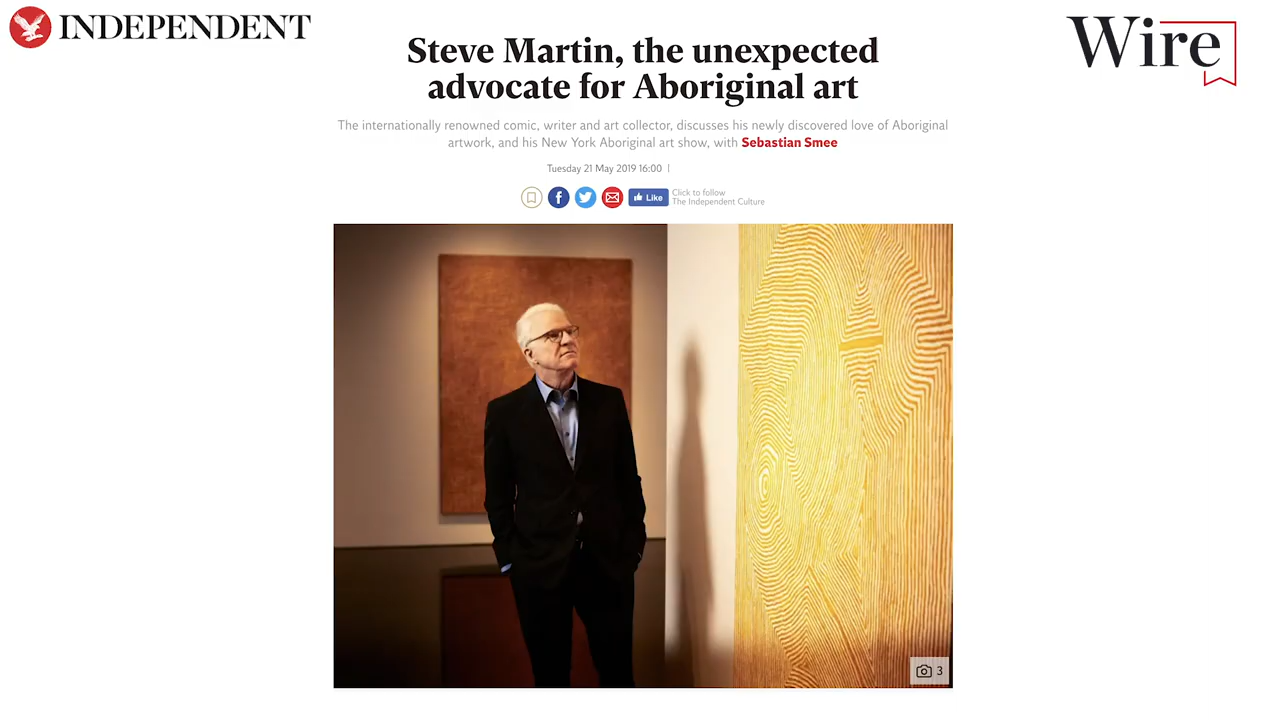 INDEPENDENT
Wire
Steve Martin, the unexpected
advocate for Aboriginal art
The internationally renowned comic, writer and art collector, discusses his newly discovered love of Aboriginal
artwork, and his New York Aboriginal art show, with Sebastian Smee
Tuesday 21 May 2019 16:00 |
f Like Click to follow
The Independent Culture
3